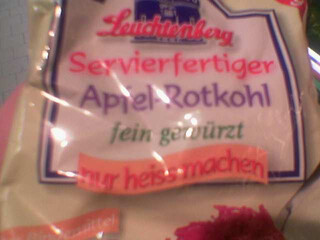 Leuchtenberg
Servierfertiger
Apfel-Rotkohl
fein gewürzt
nur heiss machen